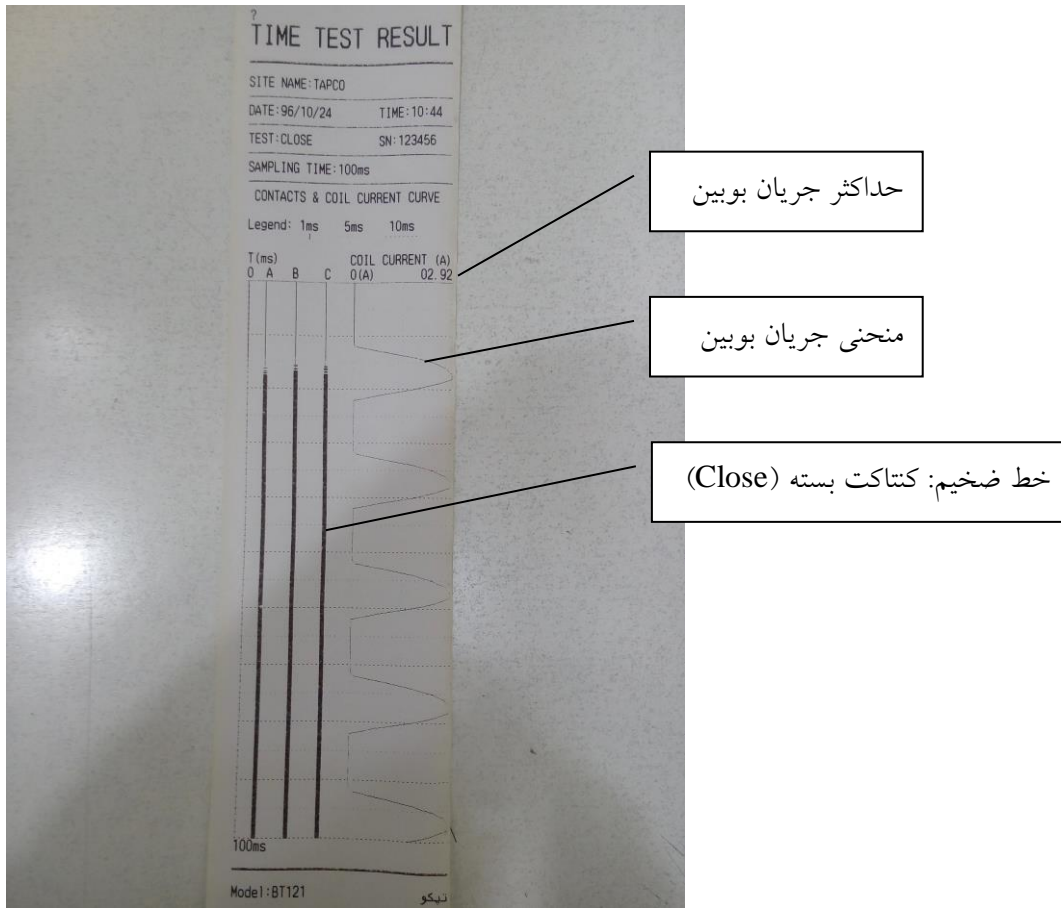 ?
TIME TEST RESULT
SITE NAME:TAPCO
DATE:96/10/24 TIME:10:44
TEST:CLOSE SN:123456
SAMPLING TIME:100ms
CONTACTS & COIL CURRENT CURVE
Legend: 1ms 5ms 10ms
T(ms) COIL CURRENT (A)
0 A B C 0(A) 02.92
حداکثر جریان بوبین
منحنی جریان بوبین
خط ضخیم: کنتاکت بسته (Close)
100ms
Model:BT121 تیکو